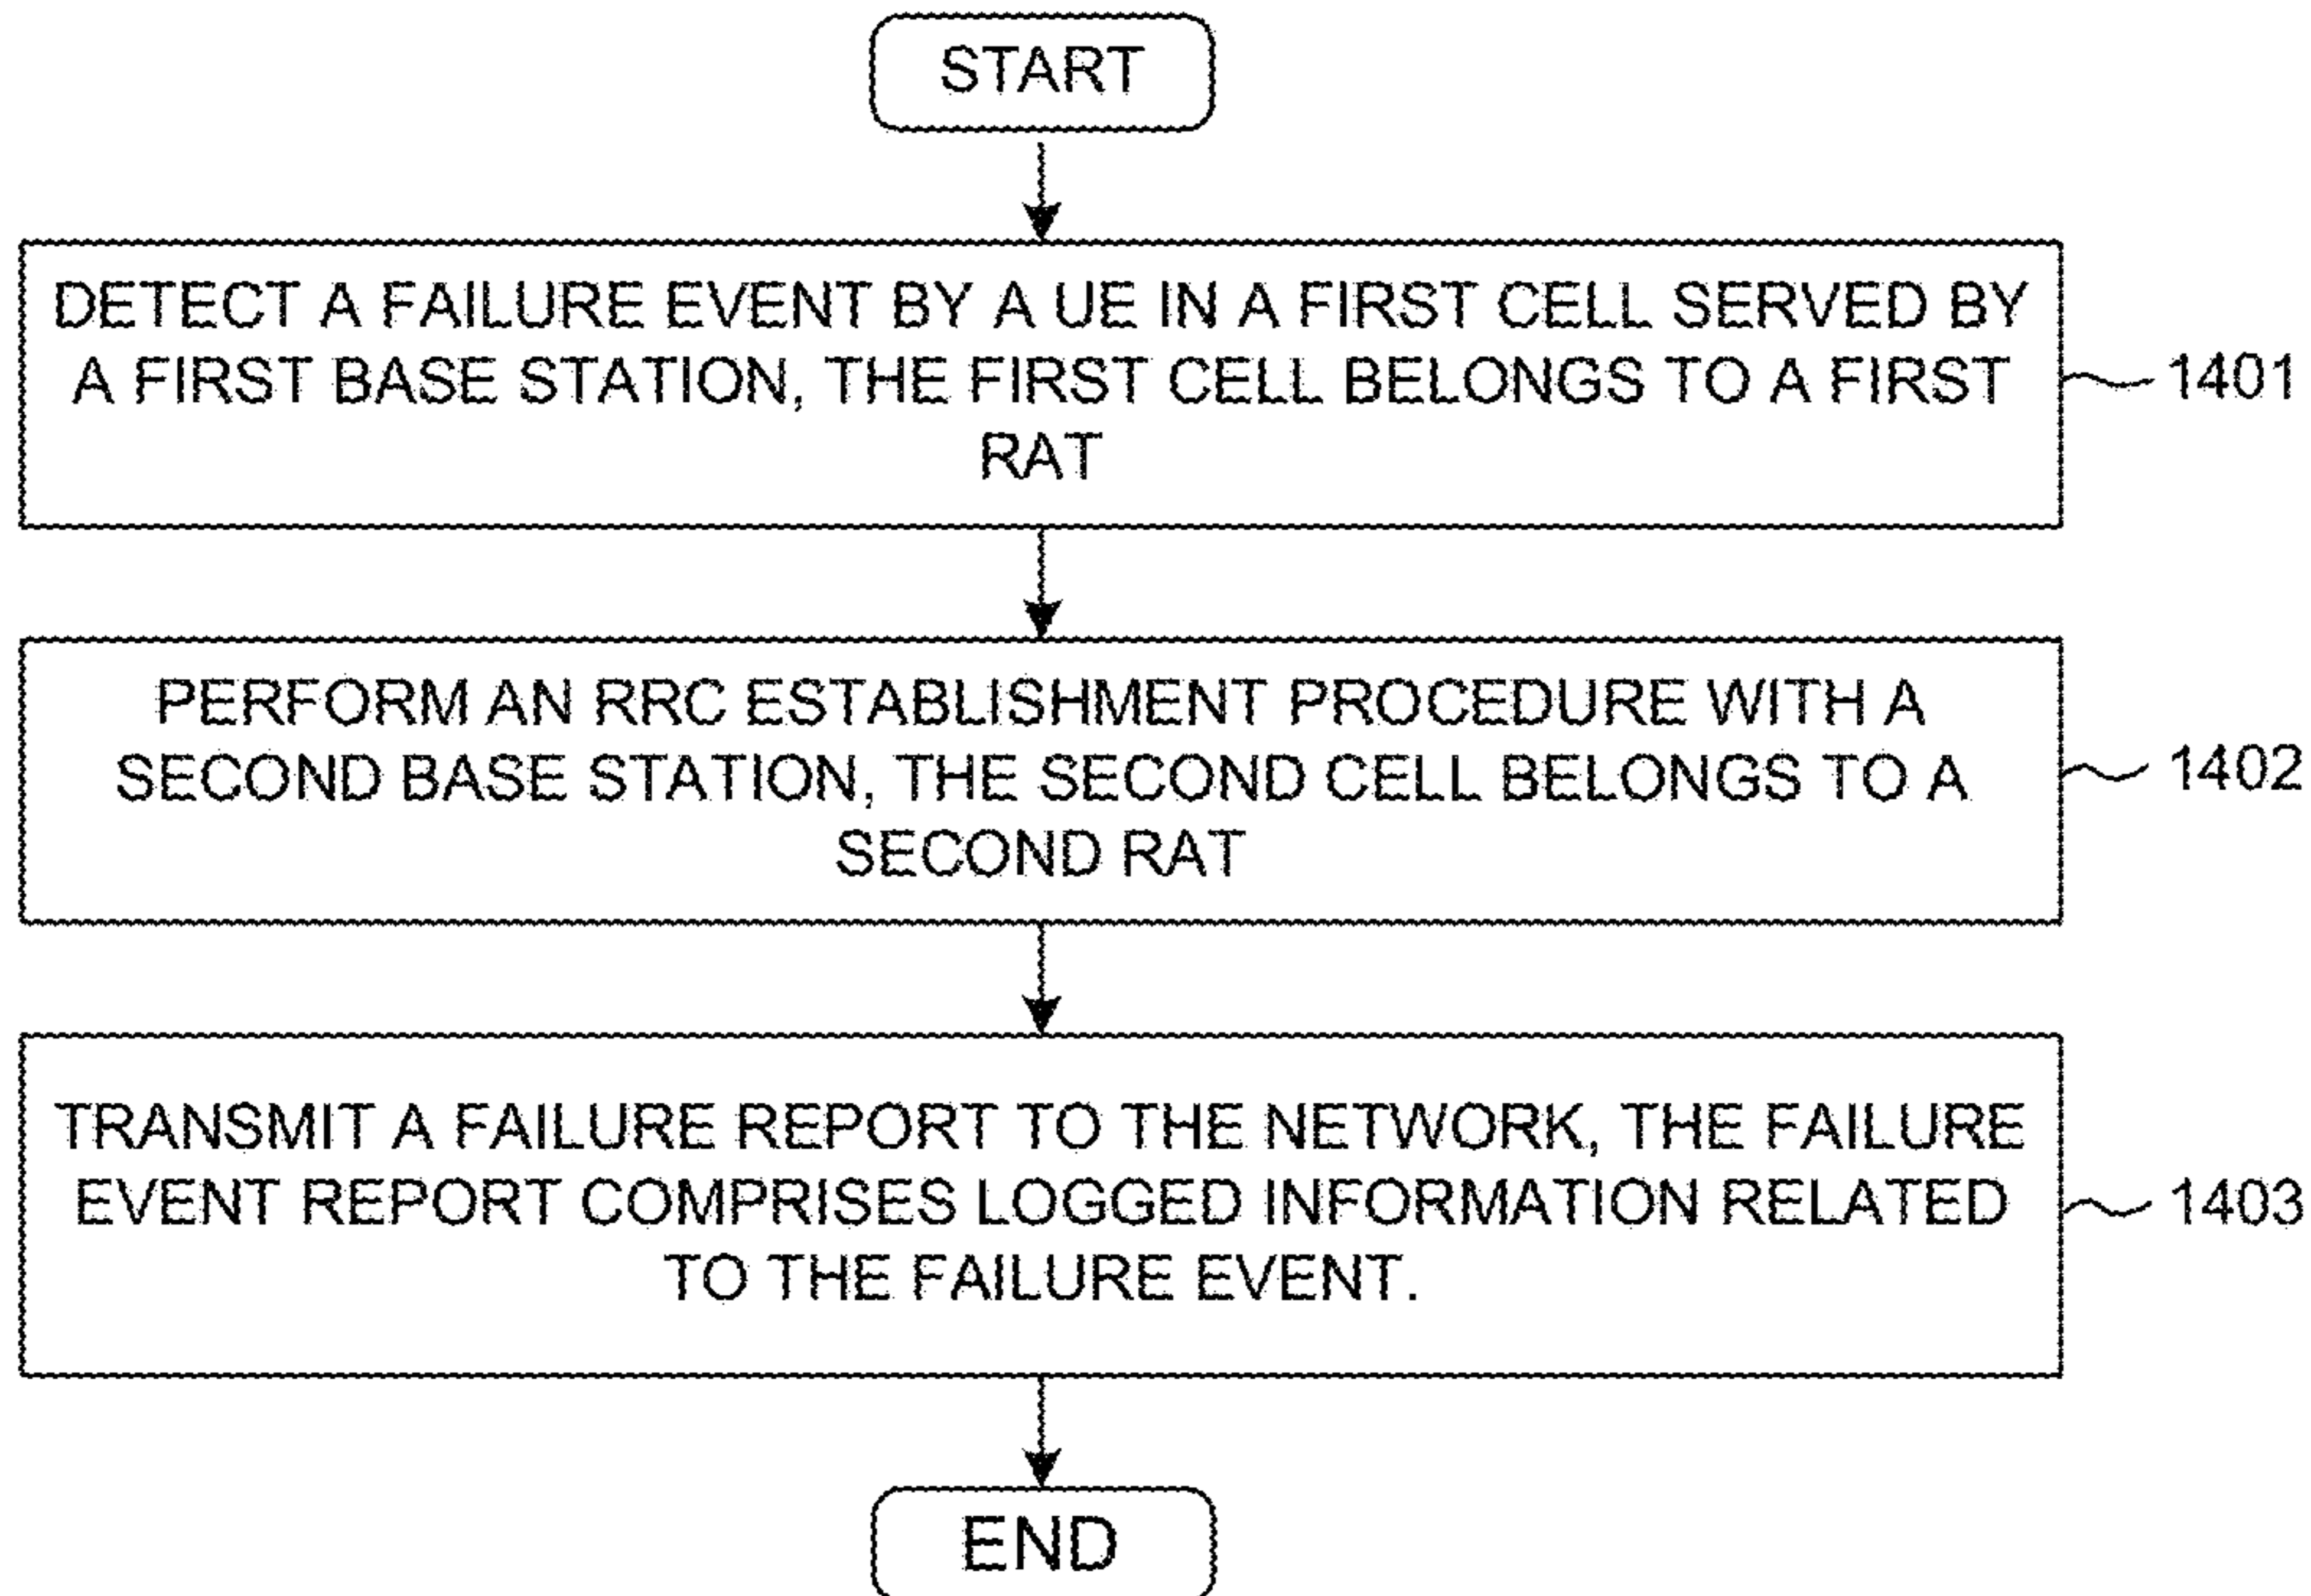 START
DETECT A FAILURE EVENT BY A UE IN A FIRST CELL SERVED BY
A FIRST BASE STATION, THE FIRST CELL BELONGS TO A FIRST
RAT
1401
PERFORM AN RRC ESTABLISHMENT PROCEDURE WITH A
SECOND BASE STATION, THE SECOND CELL BELONGS TO A
SECOND RAT
1402
TRANSMIT A FAILURE REPORT TO THE NETWORK, THE FAILURE
EVENT REPORT COMPRISES LOGGED INFORMATION RELATED
TO THE FAILURE EVENT.
1403
END